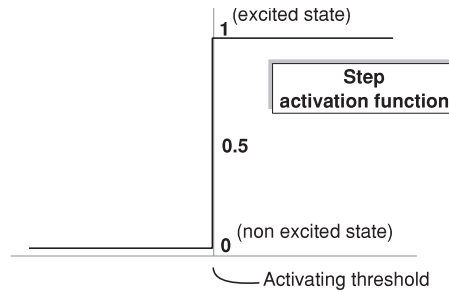 1 (excited state)
Step
activation function
0.5
0 (non excited state)
Activating threshold